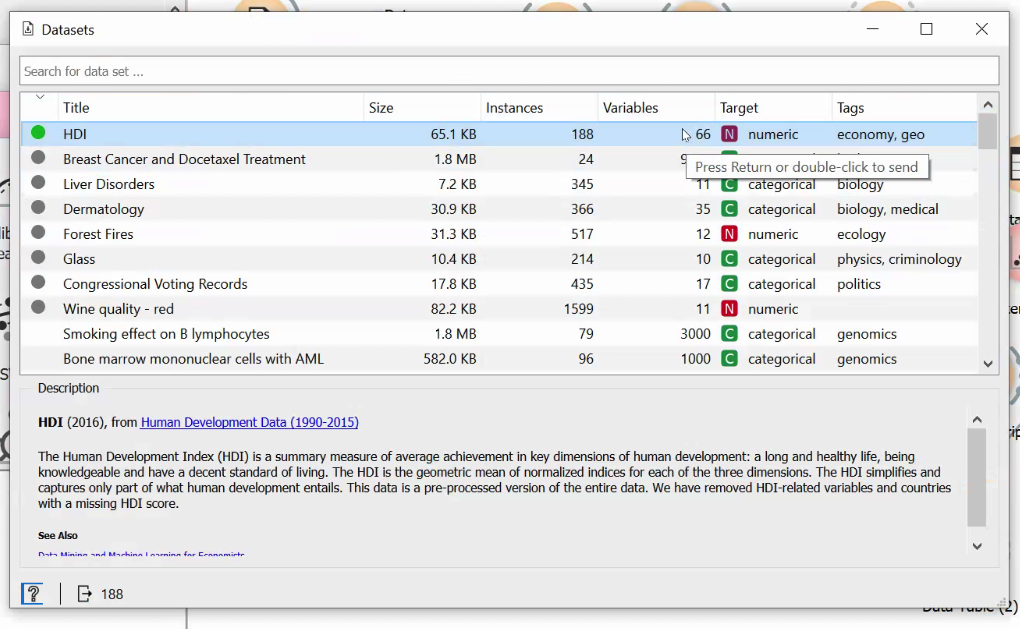 Datasets
Search for data set ...
Title Size Instances Variables Target Tags
HDI 65.1 KB 188 66 N numeric economy, geo
Breast Cancer and Docetaxel Treatment 1.8 MB 24
Press Return or double-click to send
Liver Disorders 7.2 KB 345 11 C categorical biology
Dermatology 30.9 KB 366 35 C categorical biology, medical
Forest Fires 31.3 KB 517 12 N numeric ecology
Glass 10.4 KB 214 10 C categorical physics, criminology
Congressional Voting Records 17.8 KB 435 17 C categorical politics
Wine quality - red 82.2 KB 1599 11 N numeric
Smoking effect on B lymphocytes 1.8 MB 79 3000 C categorical genomics
Bone marrow mononuclear cells with AML 582.0 KB 96 1000 C categorical genomics
Description
HDI (2016), from Human Development Data (1990-2015)
The Human Development Index (HDI) is a summary measure of average achievement in key dimensions of human development: a long and healthy life, being
knowledgeable and have a decent standard of living. The HDI is the geometric mean of normalized indices for each of the three dimensions. The HDI simplifies and
captures only part of what human development entails. This data is a pre-processed version of the entire data. We have removed HDI-related variables and countries
with a missing HDI score.
See Also
Data Mining and Machine Learning for Economists
? 188
Data Table (2)